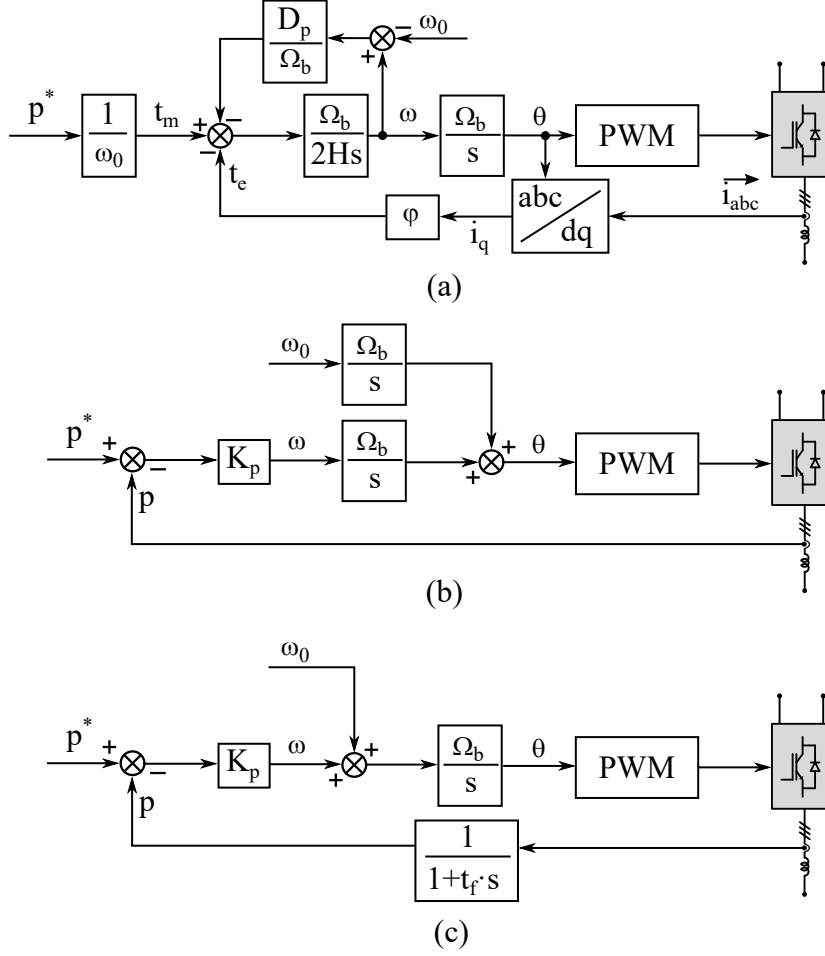 D_p
Ω_b
ω_0
p^*
1
ω_0
t_m
Ω_b
2Hs
ω
Ω_b
s
θ
PWM
t_e
φ
i_q
abc
dq
i_abc
(a)
ω_0
Ω_b
s
p^*
K_p
ω
Ω_b
s
θ
PWM
p
(b)
ω_0
p^*
K_p
ω
Ω_b
s
θ
PWM
p
1
1+t_f·s
(c)